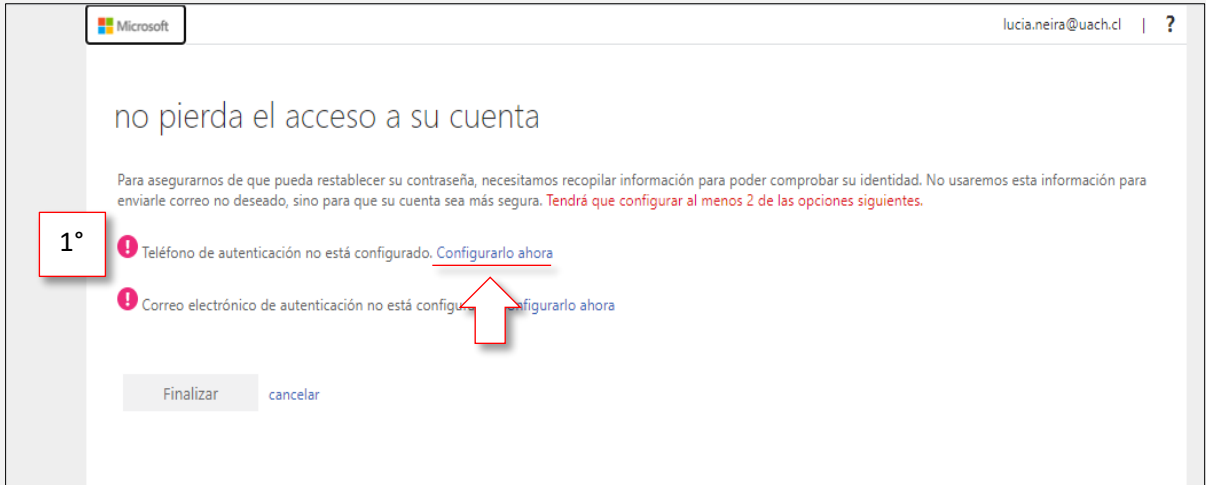 Microsoft
lucia.neira@uach.cl | ?
no pierda el acceso a su cuenta
Para asegurarnos de que pueda restablecer su contraseña, necesitamos recopilar información para poder comprobar su identidad. No usaremos esta información para
enviarle correo no deseado, sino para que su cuenta sea más segura. Tendrá que configurar al menos 2 de las opciones siguientes.
1°
! Teléfono de autenticación no está configurado. Configurarlo ahora
! Correo electrónico de autenticación no está ahora
Finalizar cancelar